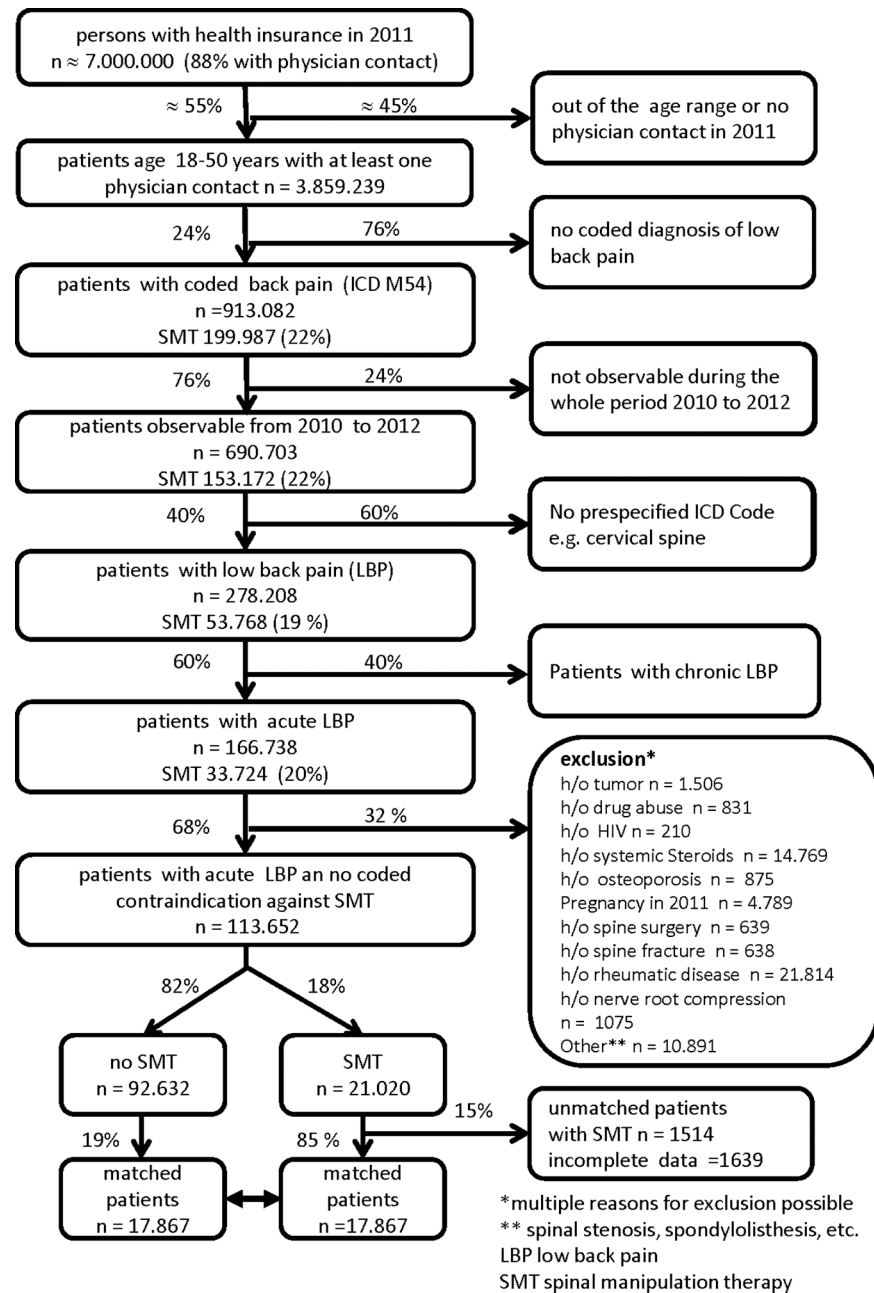 persons with health insurance in 2011
n ≈ 7.000.000 (88% with physician contact)
≈ 55%
≈ 45%
out of the age range or no
physician contact in 2011
patients age 18-50 years with at least one
physician contact n = 3.859.239
24%
76%
no coded diagnosis of low
back pain
patients with coded back pain (ICD M54)
n =913.082
SMT 199.987 (22%)
76%
24%
not observable during the
whole period 2010 to 2012
patients observable from 2010 to 2012
n = 690.703
SMT 153.172 (22%)
40%
60%
No prespecified ICD Code
e.g. cervical spine
patients with low back pain (LBP)
n = 278.208
SMT 53.768 (19 %)
60%
40%
Patients with chronic LBP
patients with acute LBP
n = 166.738
SMT 33.724 (20%)
68%
32 %
exclusion*
h/o tumor n = 1.506
h/o drug abuse n = 831
h/o HIV n = 210
h/o systemic Steroids n = 14.769
h/o osteoporosis n = 875
Pregnancy in 2011 n = 4.789
h/o spine surgery n = 639
h/o spine fracture n = 638
h/o rheumatic disease n = 21.814
h/o nerve root compression
n = 1075
Other** n = 10.891
patients with acute LBP an no coded
contraindication against SMT
n = 113.652
82%
18%
no SMT
n = 92.632
SMT
n = 21.020
19%
85 %
15%
unmatched patients
with SMT n = 1514
incomplete data =1639
matched
patients
n = 17.867
matched
patients
n =17.867
*multiple reasons for exclusion possible
** spinal stenosis, spondylolisthesis, etc.
LBP low back pain
SMT spinal manipulation therapy